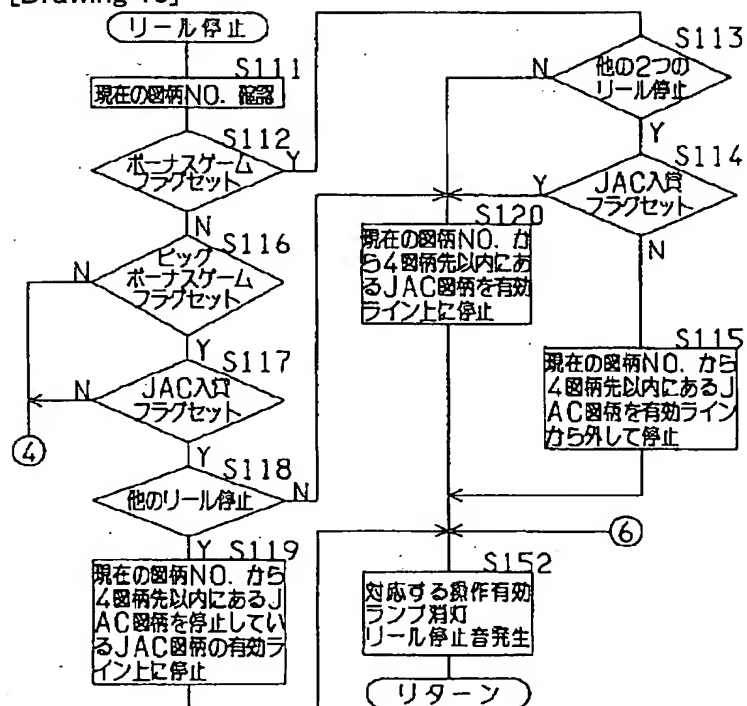 [Drawing 18]
リール停止
S111
現在の図柄NO. 確認
S112
ボーナスゲーム
フラグセット
Y
N
S116
ビッグ
ボーナスゲーム
フラグセット
N
Y
S117
JAC入賞
フラグセット
N
④
Y
S118
他のリール停止
N
Y
S119
現在の図柄NO. から
4図柄先以内にあるJ
AC図柄を停止してい
るJAC図柄の有効ラ
イン上に停止
S113
他の2つの
リール停止
N
Y
S114
JAC入賞
フラグセット
Y
N
S120
現在の図柄NO. か
ら4図柄先以内にあ
るJAC図柄を有効
ライン上に停止
S115
現在の図柄NO. から
4図柄先以内にあるJ
AC図柄を有効ライン
から外して停止
⑥
S152
対応する操作有効
ランプ消灯
リール停止音発生
リターン